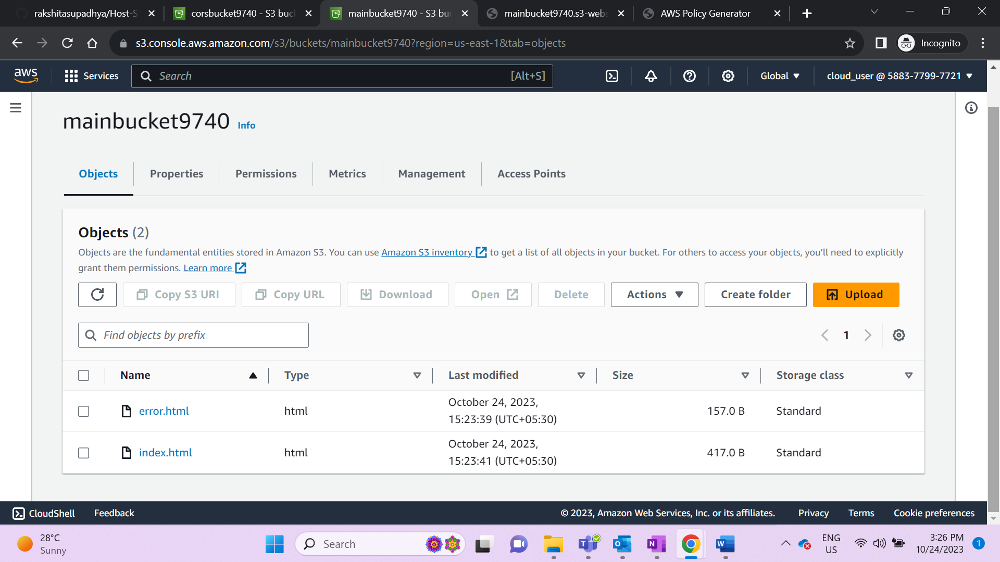 rakshitasupadhya/Host-S
corsbucket9740 - S3 buck
mainbucket9740 - S3 bu
mainbucket9740.s3-webs
AWS Policy Generator
s3.console.aws.amazon.com/s3/buckets/mainbucket9740?region=us-east-1&tab=objects
Incognito
aws
Services
Search
[Alt+S]
Global
cloud_user @ 5883-7799-7721
mainbucket9740 Info
Objects
Properties
Permissions
Metrics
Management
Access Points
Objects (2)
Objects are the fundamental entities stored in Amazon S3. You can use Amazon S3 inventory to get a list of all objects in your bucket. For others to access your objects, you’ll need to explicitly
grant them permissions. Learn more
Copy S3 URI
Copy URL
Download
Open
Delete
Actions
Create folder
Upload
Find objects by prefix
1
Name
Type
Last modified
Size
Storage class
error.html
html
October 24, 2023,
15:23:39 (UTC+05:30)
157.0 B
Standard
index.html
html
October 24, 2023,
15:23:41 (UTC+05:30)
417.0 B
Standard
CloudShell
Feedback
© 2023, Amazon Web Services, Inc. or its affiliates.
Privacy
Terms
Cookie preferences
28°C
Sunny
Search
ENG
US
3:26 PM
10/24/2023
1